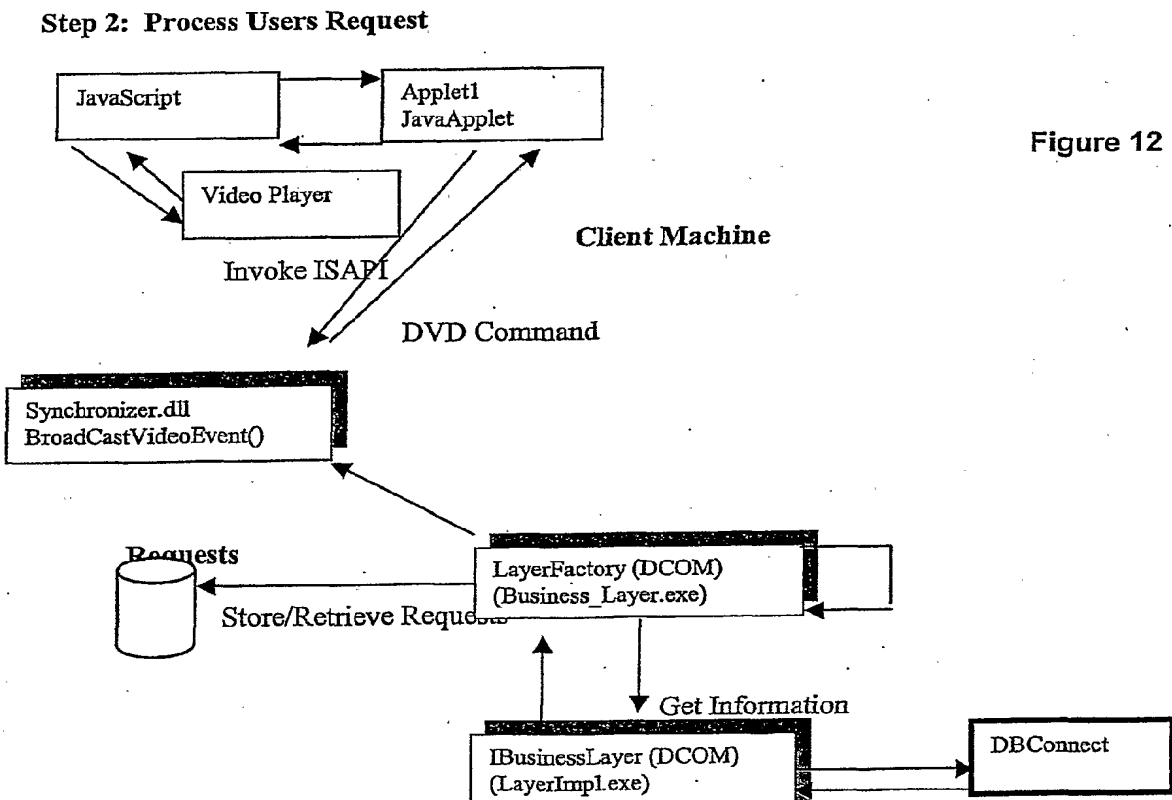 Step 2: Process Users Request
JavaScript
Applet1
JavaApplet
Figure 12
Video Player
Client Machine
Invoke ISAPI
DVD Command
Synchronizer.dll
BroadCastVideoEvent()
Requests
LayerFactory (DCOM)
(Business_Layer.exe)
Store/Retrieve Requests
Get Information
IBusinessLayer (DCOM)
(LayerImpl.exe)
DBConnect